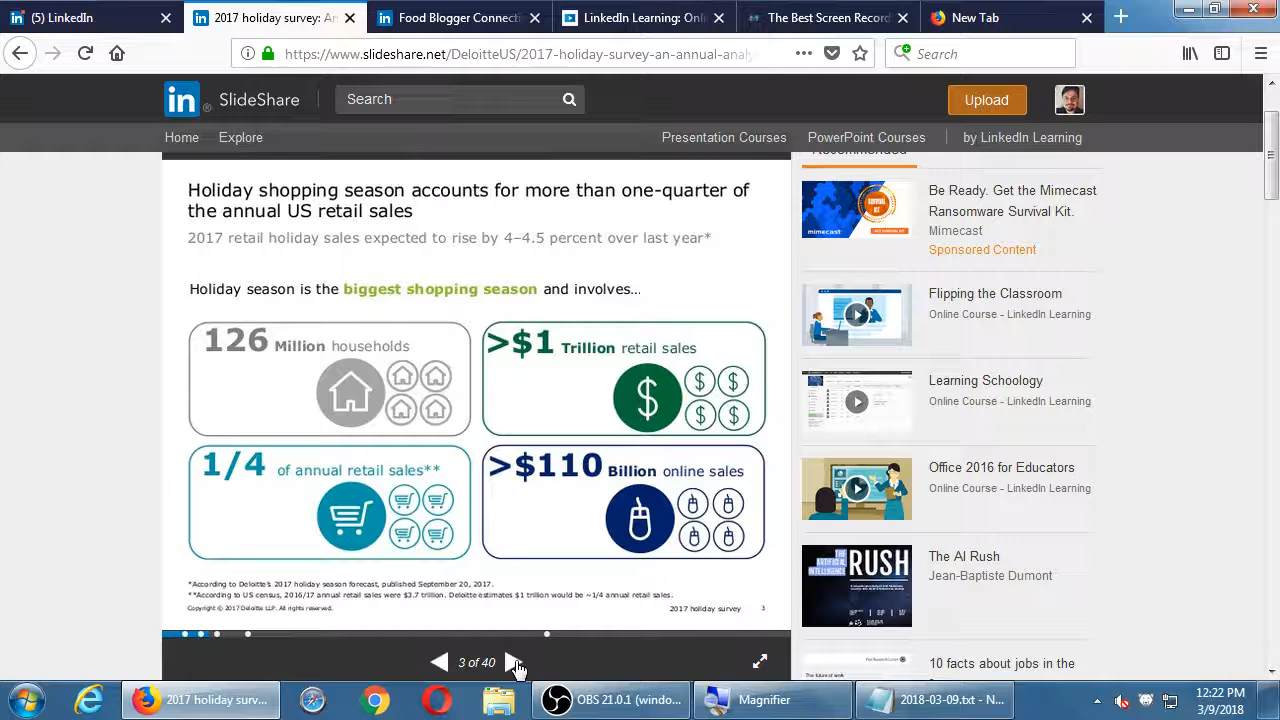 (5) LinkedIn
2017 holiday survey: An
Food Blogger Connecti
LinkedIn Learning: Onl
The Best Screen Record
New Tab
https://www.slideshare.net/DeloitteUS/2017-holiday-survey-an-annual-analy
Search
in SlideShare
Search
Upload
Home Explore
Presentation Courses PowerPoint Courses by LinkedIn Learning
Recommended
Holiday shopping season accounts for more than one-quarter of
the annual US retail sales
2017 retail holiday sales expected to rise by 4–4.5 percent over last year*
Holiday season is the biggest shopping season and involves…
126 Million households
>$1 Trillion retail sales
1/4 of annual retail sales**
>$110 Billion online sales
*According to Deloitte's 2017 holiday season forecast, published September 20, 2017.
**According to US census, 2016/17 annual retail sales were $3.7 trillion. Deloitte estimates $1 trillion would be ~1/4 annual retail sales.
Copyright © 2017 Deloitte LLP. All rights reserved.
2017 holiday survey 3
3 of 40
SURVIVAL
KIT
mimecast
Be Ready. Get the Mimecast
Ransomware Survival Kit.
Mimecast
Sponsored Content
Flipping the Classroom
Online Course - LinkedIn Learning
Learning Schoology
Online Course - LinkedIn Learning
Office 2016 for Educators
Online Course - LinkedIn Learning
THE
ARTIFICIAL
INTELLIGENCE
RUSH
The AI Rush
Jean-Baptiste Dumont
10 facts about jobs in the
2017 holiday surv...
OBS 21.0.1 (windo...
Magnifier
2018-03-09.txt - N...
12:22 PM
3/9/2018